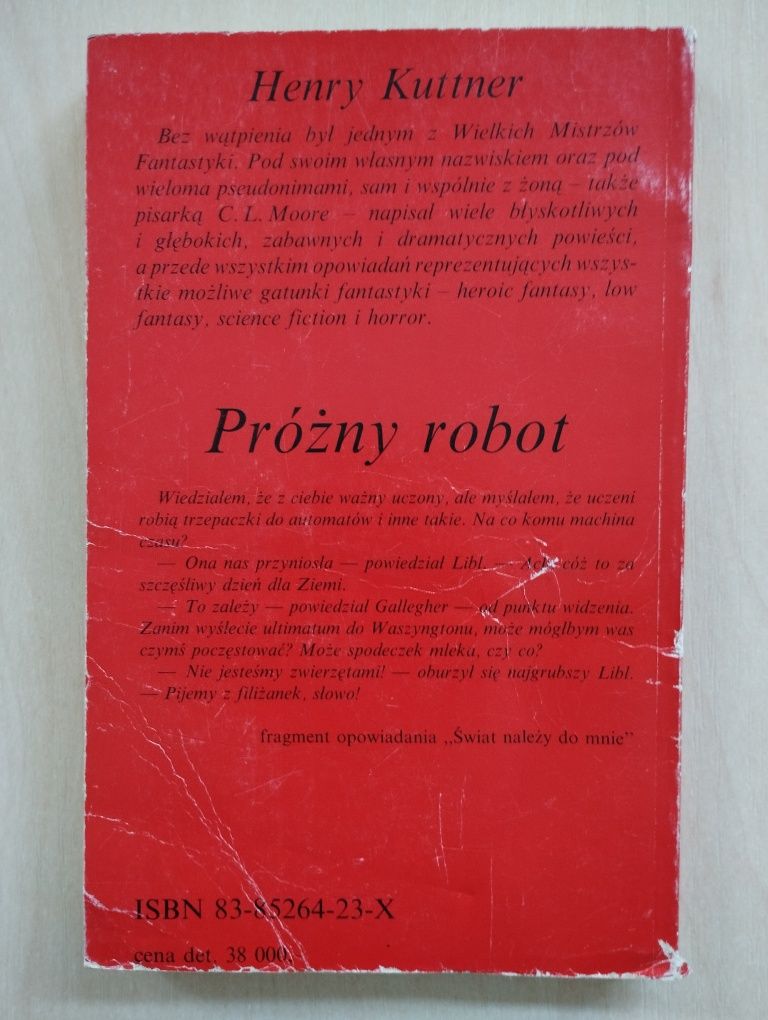 Henry Kuttner
Bez wątpienia był jednym z Wielkich Mistrzów
Fantastyki. Pod swoim własnym nazwiskiem oraz pod
wieloma pseudonimami, sam i wspólnie z żoną – także
pisarką C. L. Moore – napisał wiele błyskotliwych
i głębokich, zabawnych i dramatycznych powieści,
a przede wszystkim opowiadań reprezentujących wszys-
tkie możliwe gatunki fantastyki – heroic fantasy, low
fantasy, science fiction i horror.
Próżny robot
Wiedziałem, że z ciebie ważny uczony, ale myślałem, że uczeni
robią trzepaczki do automatów i inne takie. Na co komu machina
czasu?
— Ona nas przyniosła — powiedział Libl. — Ach, cóż to za
szczęśliwy dzień dla Ziemi.
— To zależy — powiedział Gallegher — od punktu widzenia.
Zanim wyślecie ultimatum do Waszyngtonu, może mógłbym was
czymś poczęstować? Może spodeczek mleka, czy co?
— Nie jesteśmy zwierzętami! — oburzył się najgrubszy Libl.
— Pijemy z filiżanek, słowo!
fragment opowiadania ,,Świat należy do mnie"
ISBN 83-85264-23-X
cena det. 38 000,-